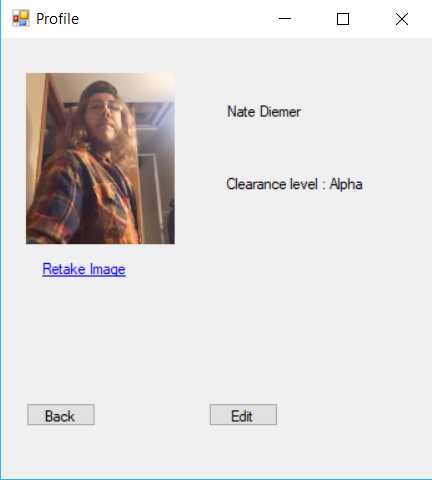 Profile
Nate Diemer
Clearance level : Alpha
Retake Image
Back
Edit